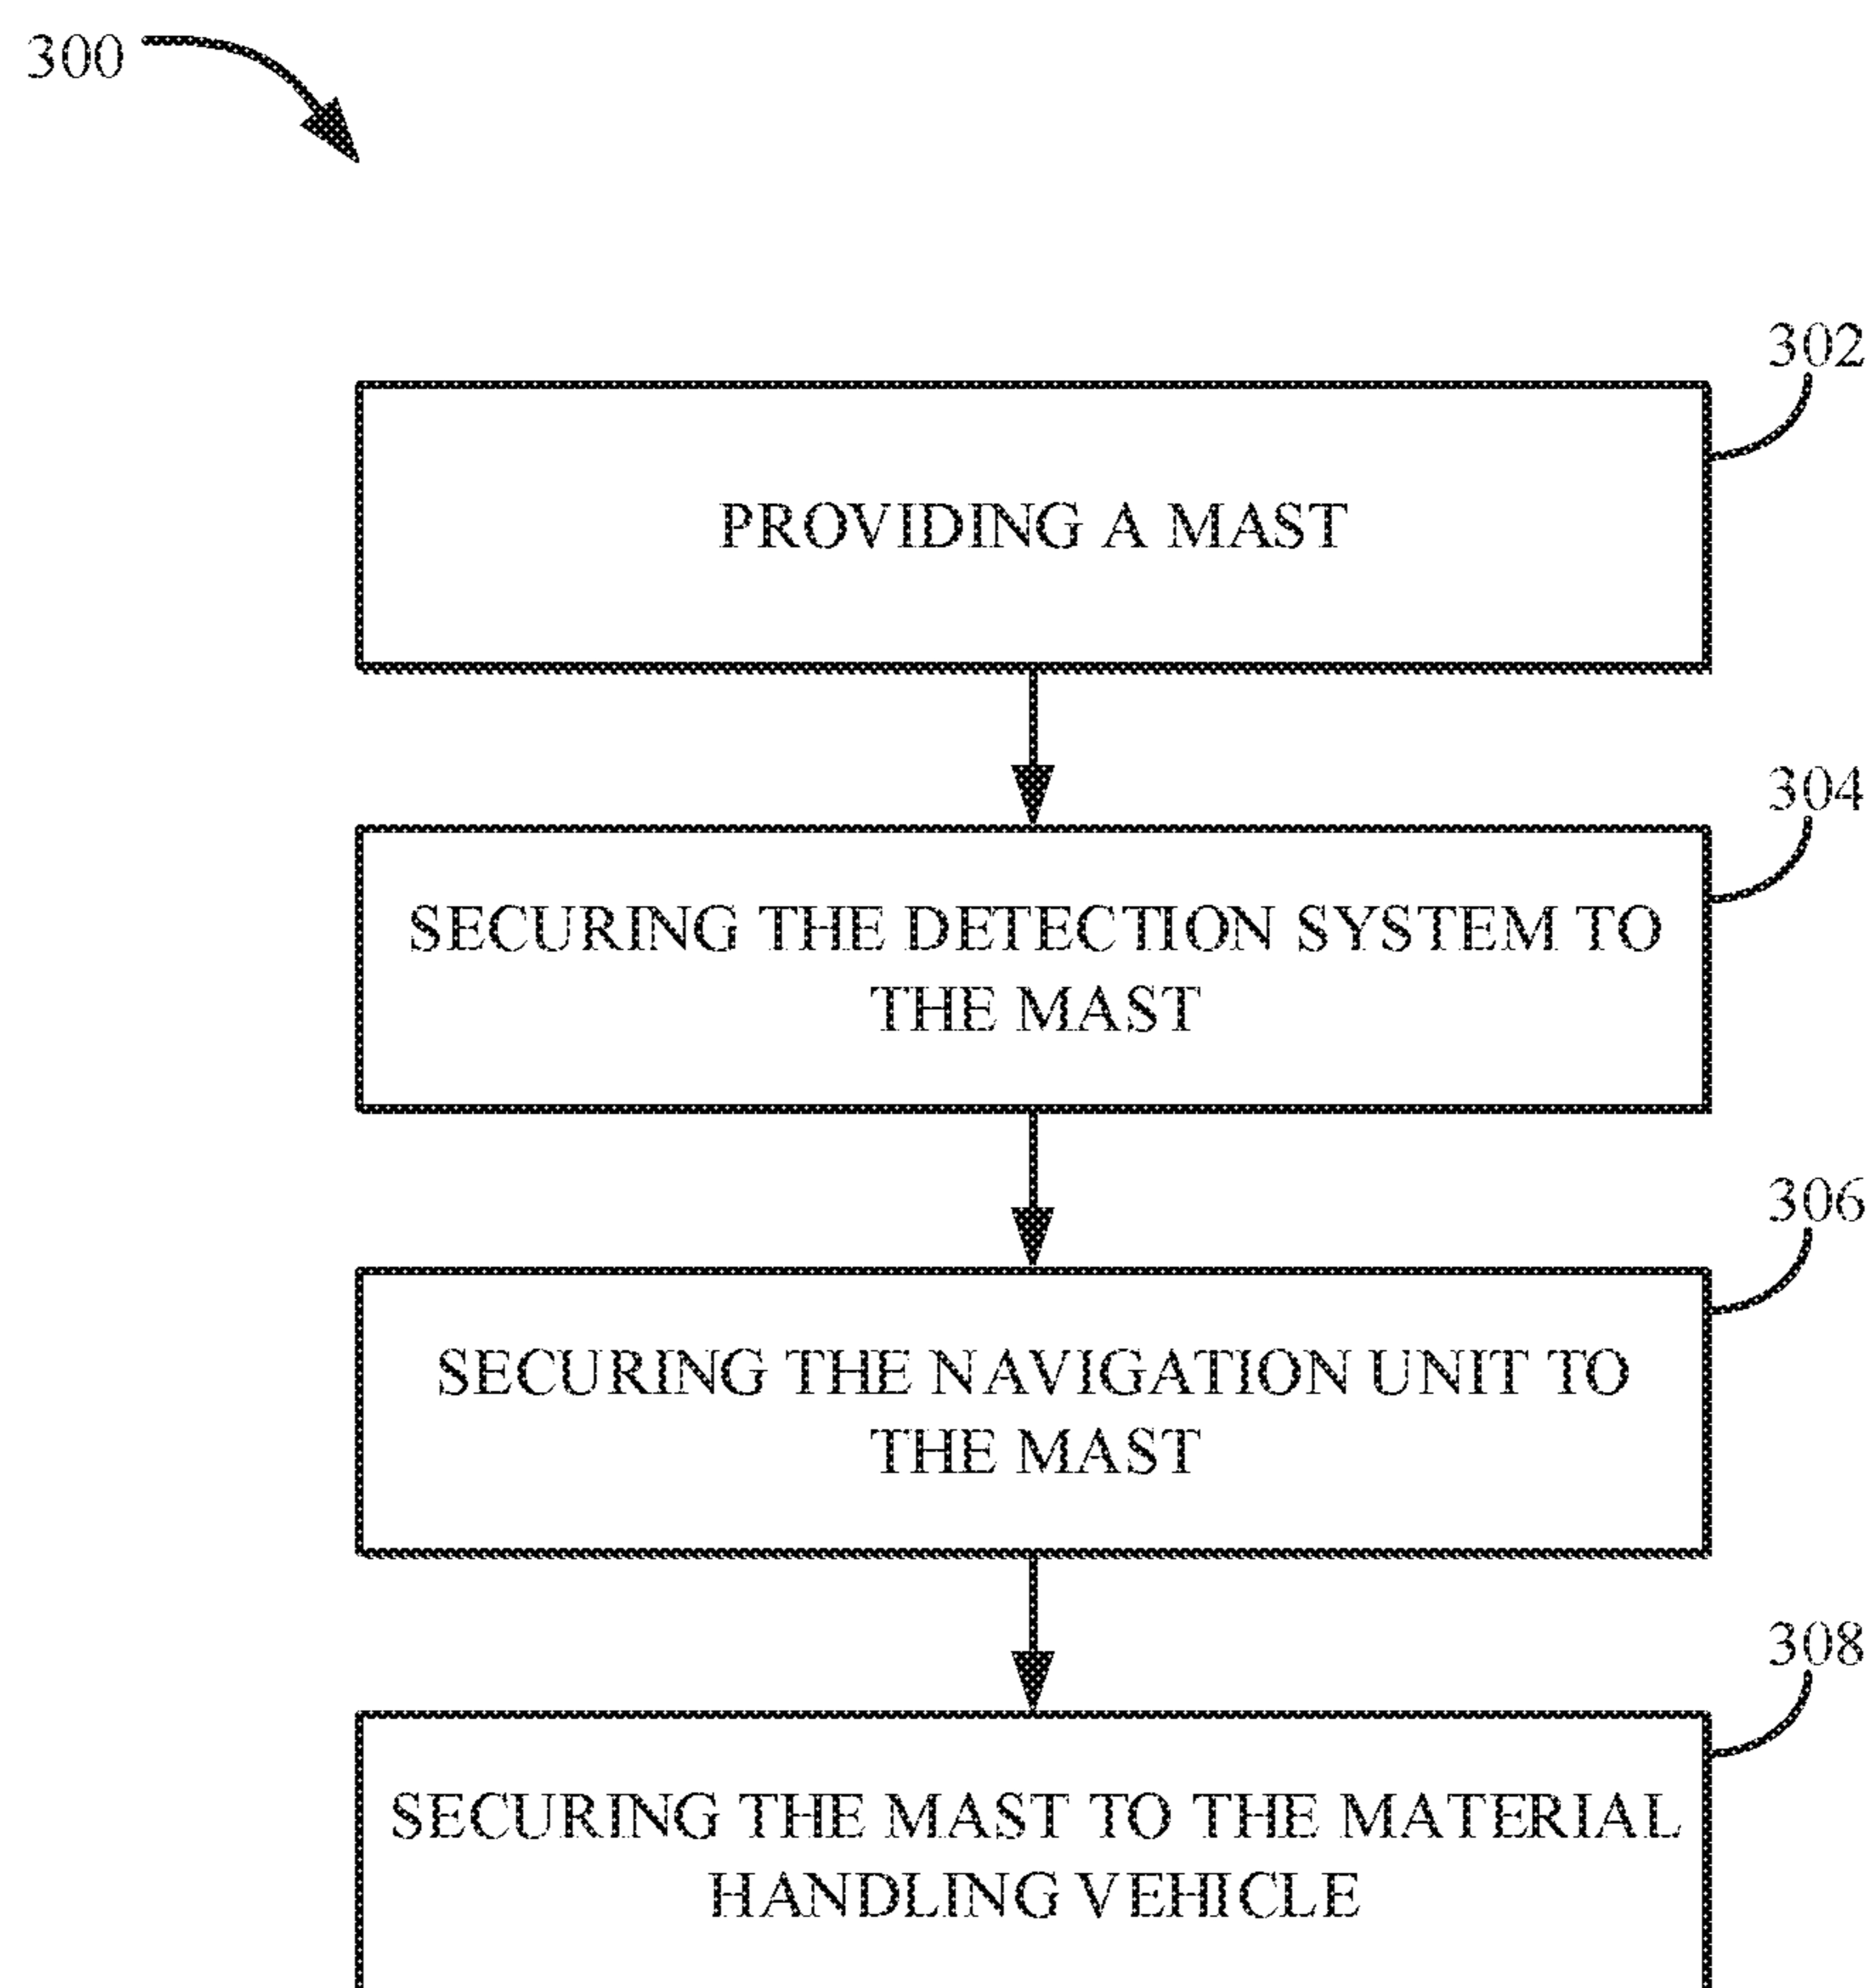 300
302
PROVIDING A MAST
304
SECURING THE DETECTION SYSTEM TO
THE MAST
306
SECURING THE NAVIGATION UNIT TO
THE MAST
308
SECURING THE MAST TO THE MATERIAL
HANDLING VEHICLE